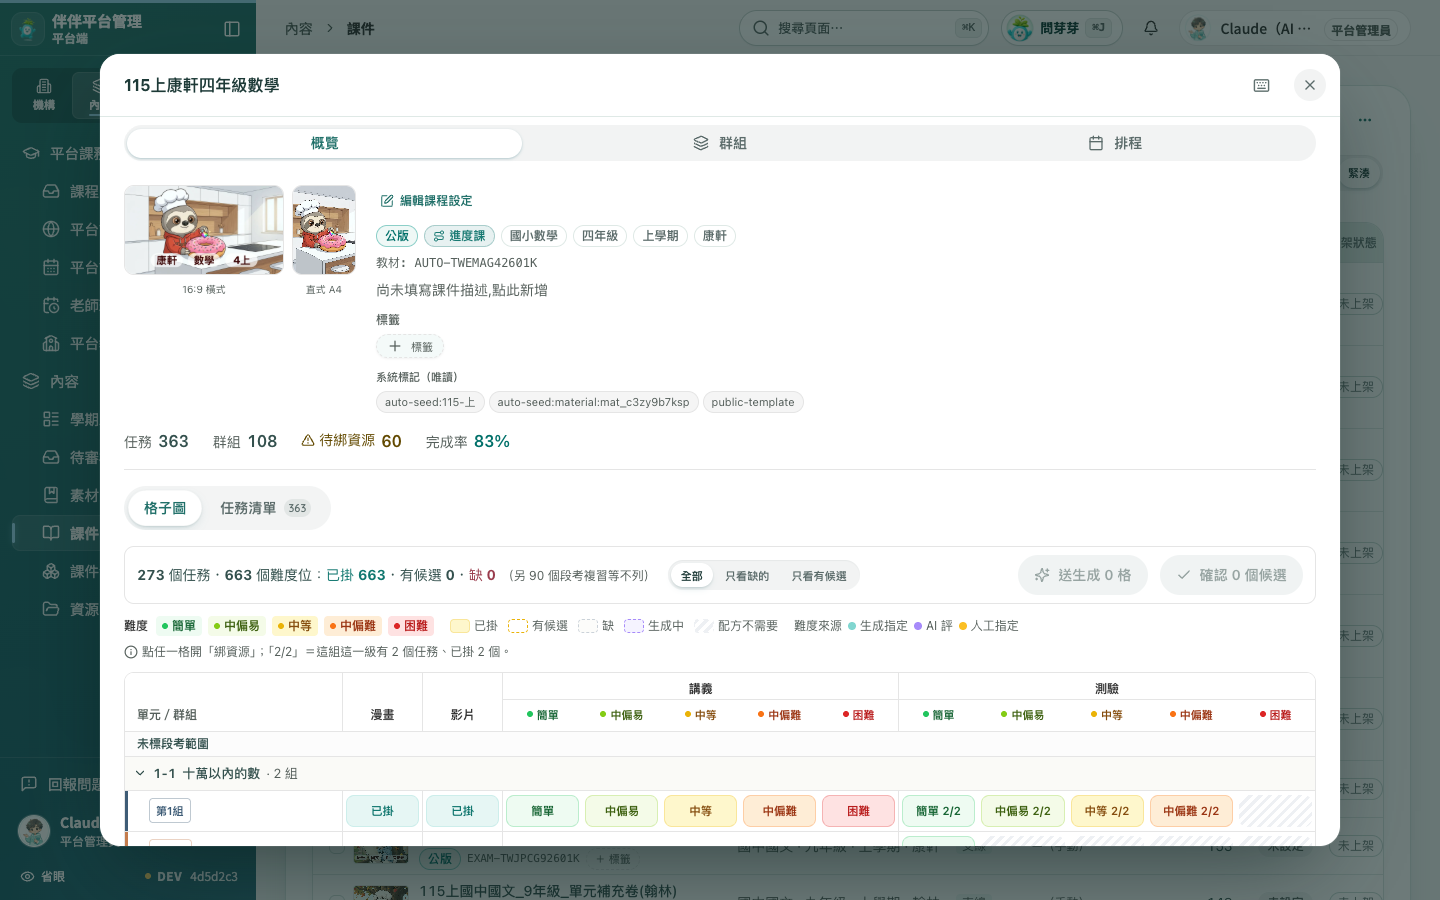 伴伴平台管理
平台端
內容
課件
搜尋頁面…
⌘K
問芽芽
⌘J
Claude（AI …
平台管理員
機構
平台課
課程
平台
平台
老師
平台
內容
學期
待審
素材
課件
課件
資源
回報問題
Claud
平台管理
省眼
DEV 4d5d2c3
緊湊
架狀態
未上架
未上架
未上架
未上架
未上架
未上架
未上架
未上架
115上康軒四年級數學
概覽
群組
排程
康軒 數學 4上
16:9 橫式
直式 A4
編輯課程設定
公版
進度課
國小數學
四年級
上學期
康軒
教材: AUTO-TWEMAG42601K
尚未填寫課件描述,點此新增
標籤
+ 標籤
系統標記（唯讀）
auto-seed:115-上
auto-seed:material:mat_c3zy9b7ksp
public-template
任務 363
群組 108
待綁資源 60
完成率 83%
格子圖
任務清單 363
273 個任務 · 663 個難度位：已掛 663 · 有候選 0 · 缺 0 （另 90 個段考複習等不列）
全部
只看缺的
只看有候選
送生成 0 格
確認 0 個候選
難度 簡單 中偏易 中等 中偏難 困難 已掛 有候選 缺 生成中 配方不需要 難度來源 生成指定 AI 評 人工指定
點任一格開「綁資源」；「2/2」＝這組這一級有 2 個任務、已掛 2 個。
單元 / 群組
漫畫
影片
講義
測驗
簡單 中偏易 中等 中偏難 困難
簡單 中偏易 中等 中偏難 困難
未標段考範圍
1-1 十萬以內的數 · 2 組
第1組
已掛
已掛
簡單
中偏易
中等
中偏難
困難
簡單 2/2
中偏易 2/2
中等 2/2
中偏難 2/2
公版
EXAM-TWJPCG92601K
+ 標籤
115上國中國文_9年級_單元補充卷(翰林)